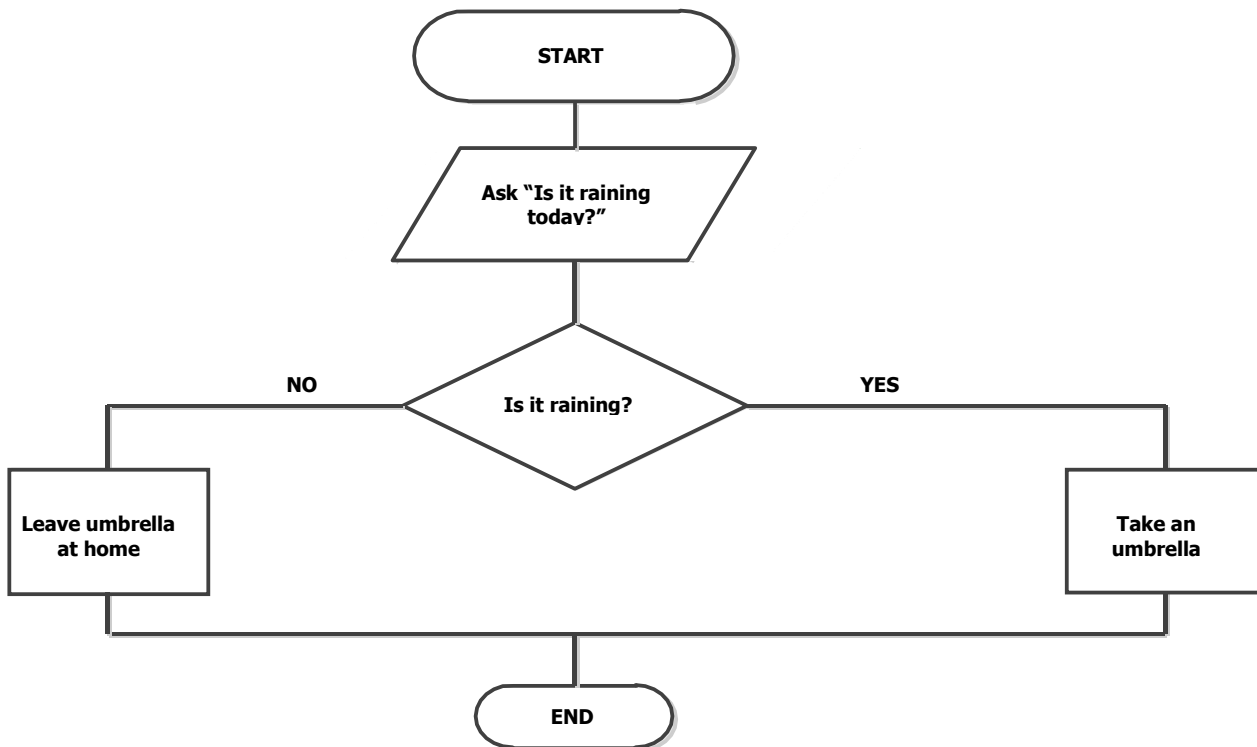 START
Ask “Is it raining
today?”
Is it raining?
NO
YES
Leave umbrella
at home
Take an
umbrella
END